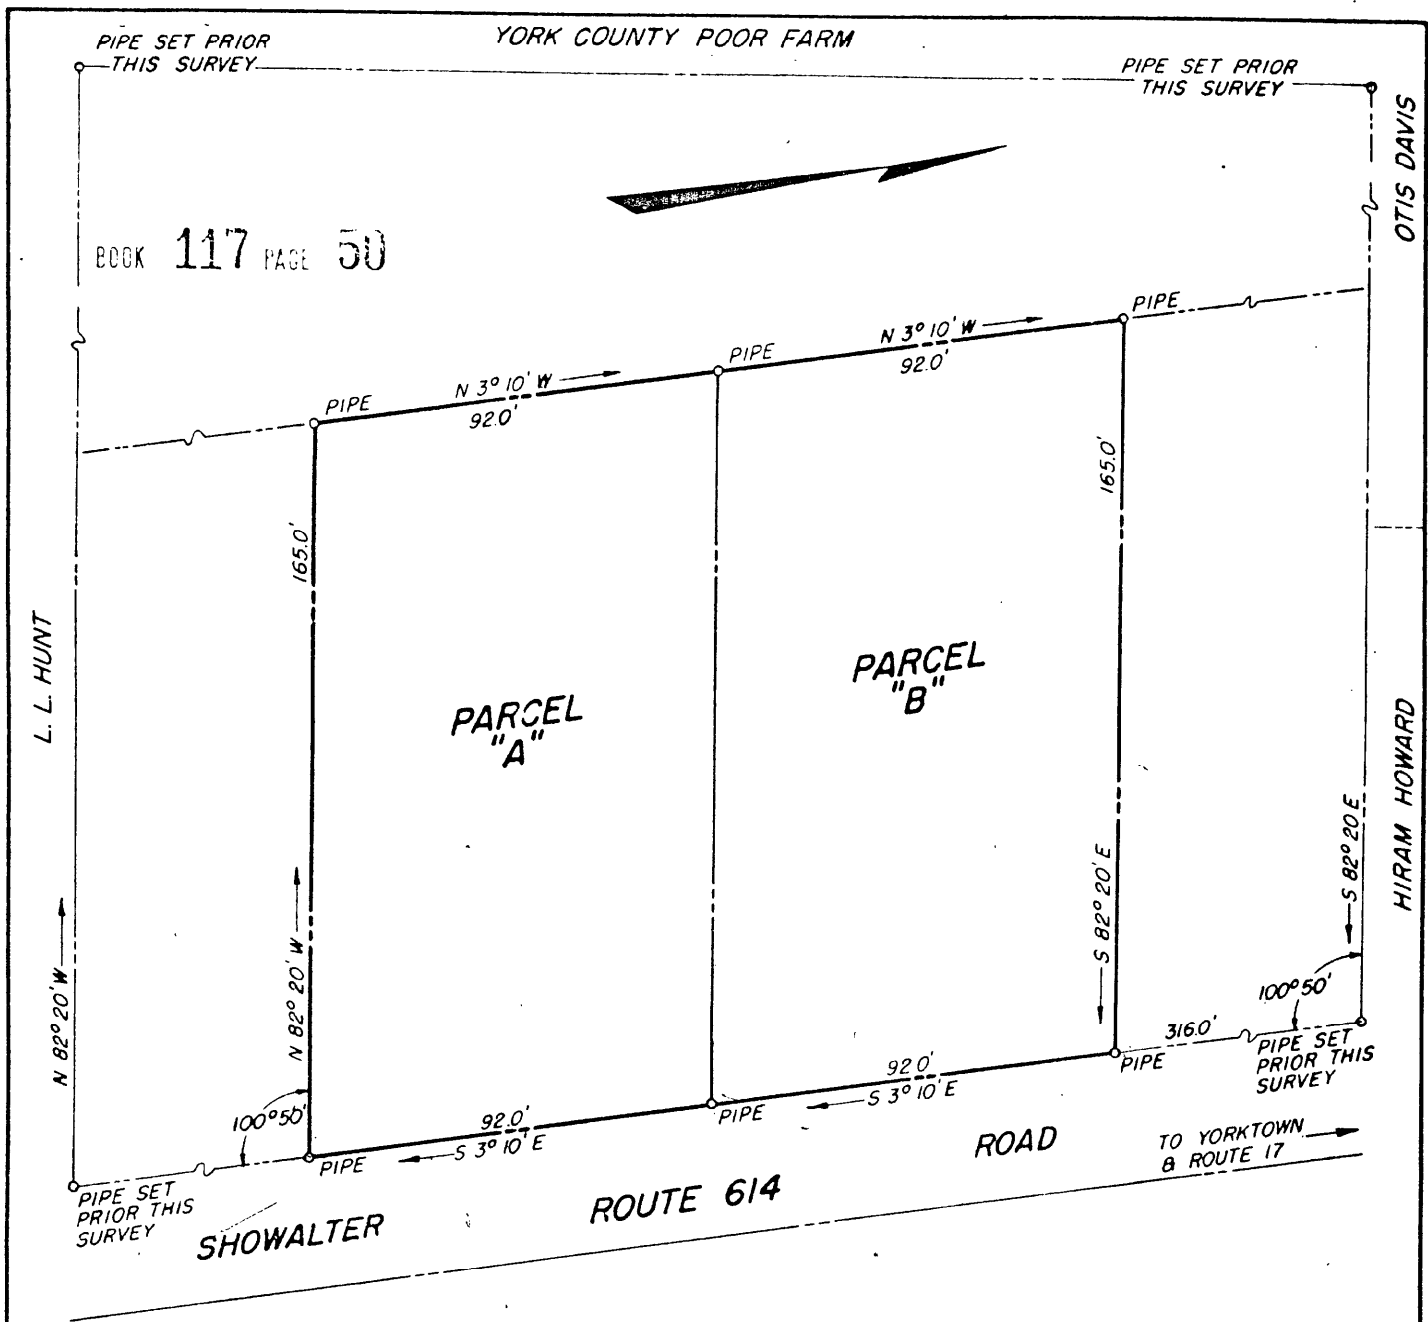 YORK COUNTY POOR FARM
PIPE SET PRIOR
THIS SURVEY
PIPE SET PRIOR
THIS SURVEY
OTIS DAVIS
BOOK 117 PAGE 50
PIPE
N 3° 10' W
92.0'
PIPE
N 3° 10' W
92.0'
PIPE
165.0'
165.0'
L. L. HUNT
PARCEL
"A"
PARCEL
"B"
HIRAM HOWARD
N 82° 20' W
N 82° 20' W
S 82° 20' E
S 82° 20 E
100° 50'
100° 50'
92.0'
S 3° 10' E
92.0'
S 3° 10' E
316.0'
PIPE
PIPE
PIPE
PIPE SET
PRIOR THIS
SURVEY
PIPE SET
PRIOR THIS
SURVEY
SHOWALTER
ROUTE 614
ROAD
TO YORKTOWN
& ROUTE 17